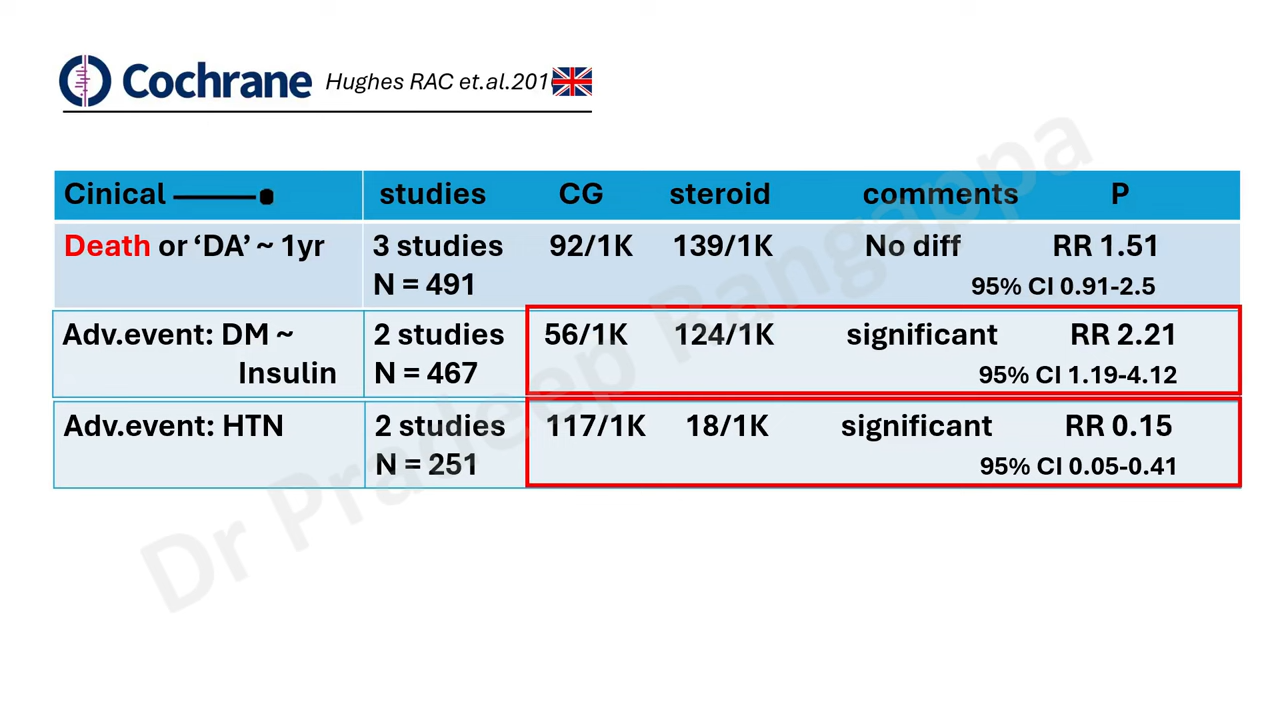 Cochrane Hughes RAC et.al.201
Cinical studies CG steroid comments P
Death or ‘DA’ ~ 1yr 3 studies 92/1K 139/1K No diff RR 1.51
N = 491 95% CI 0.91-2.5
Adv.event: DM ~ 2 studies 56/1K 124/1K significant RR 2.21
Insulin N = 467 95% CI 1.19-4.12
Adv.event: HTN 2 studies 117/1K 18/1K significant RR 0.15
N = 251 95% CI 0.05-0.41
Dr Pradeep Rangappa